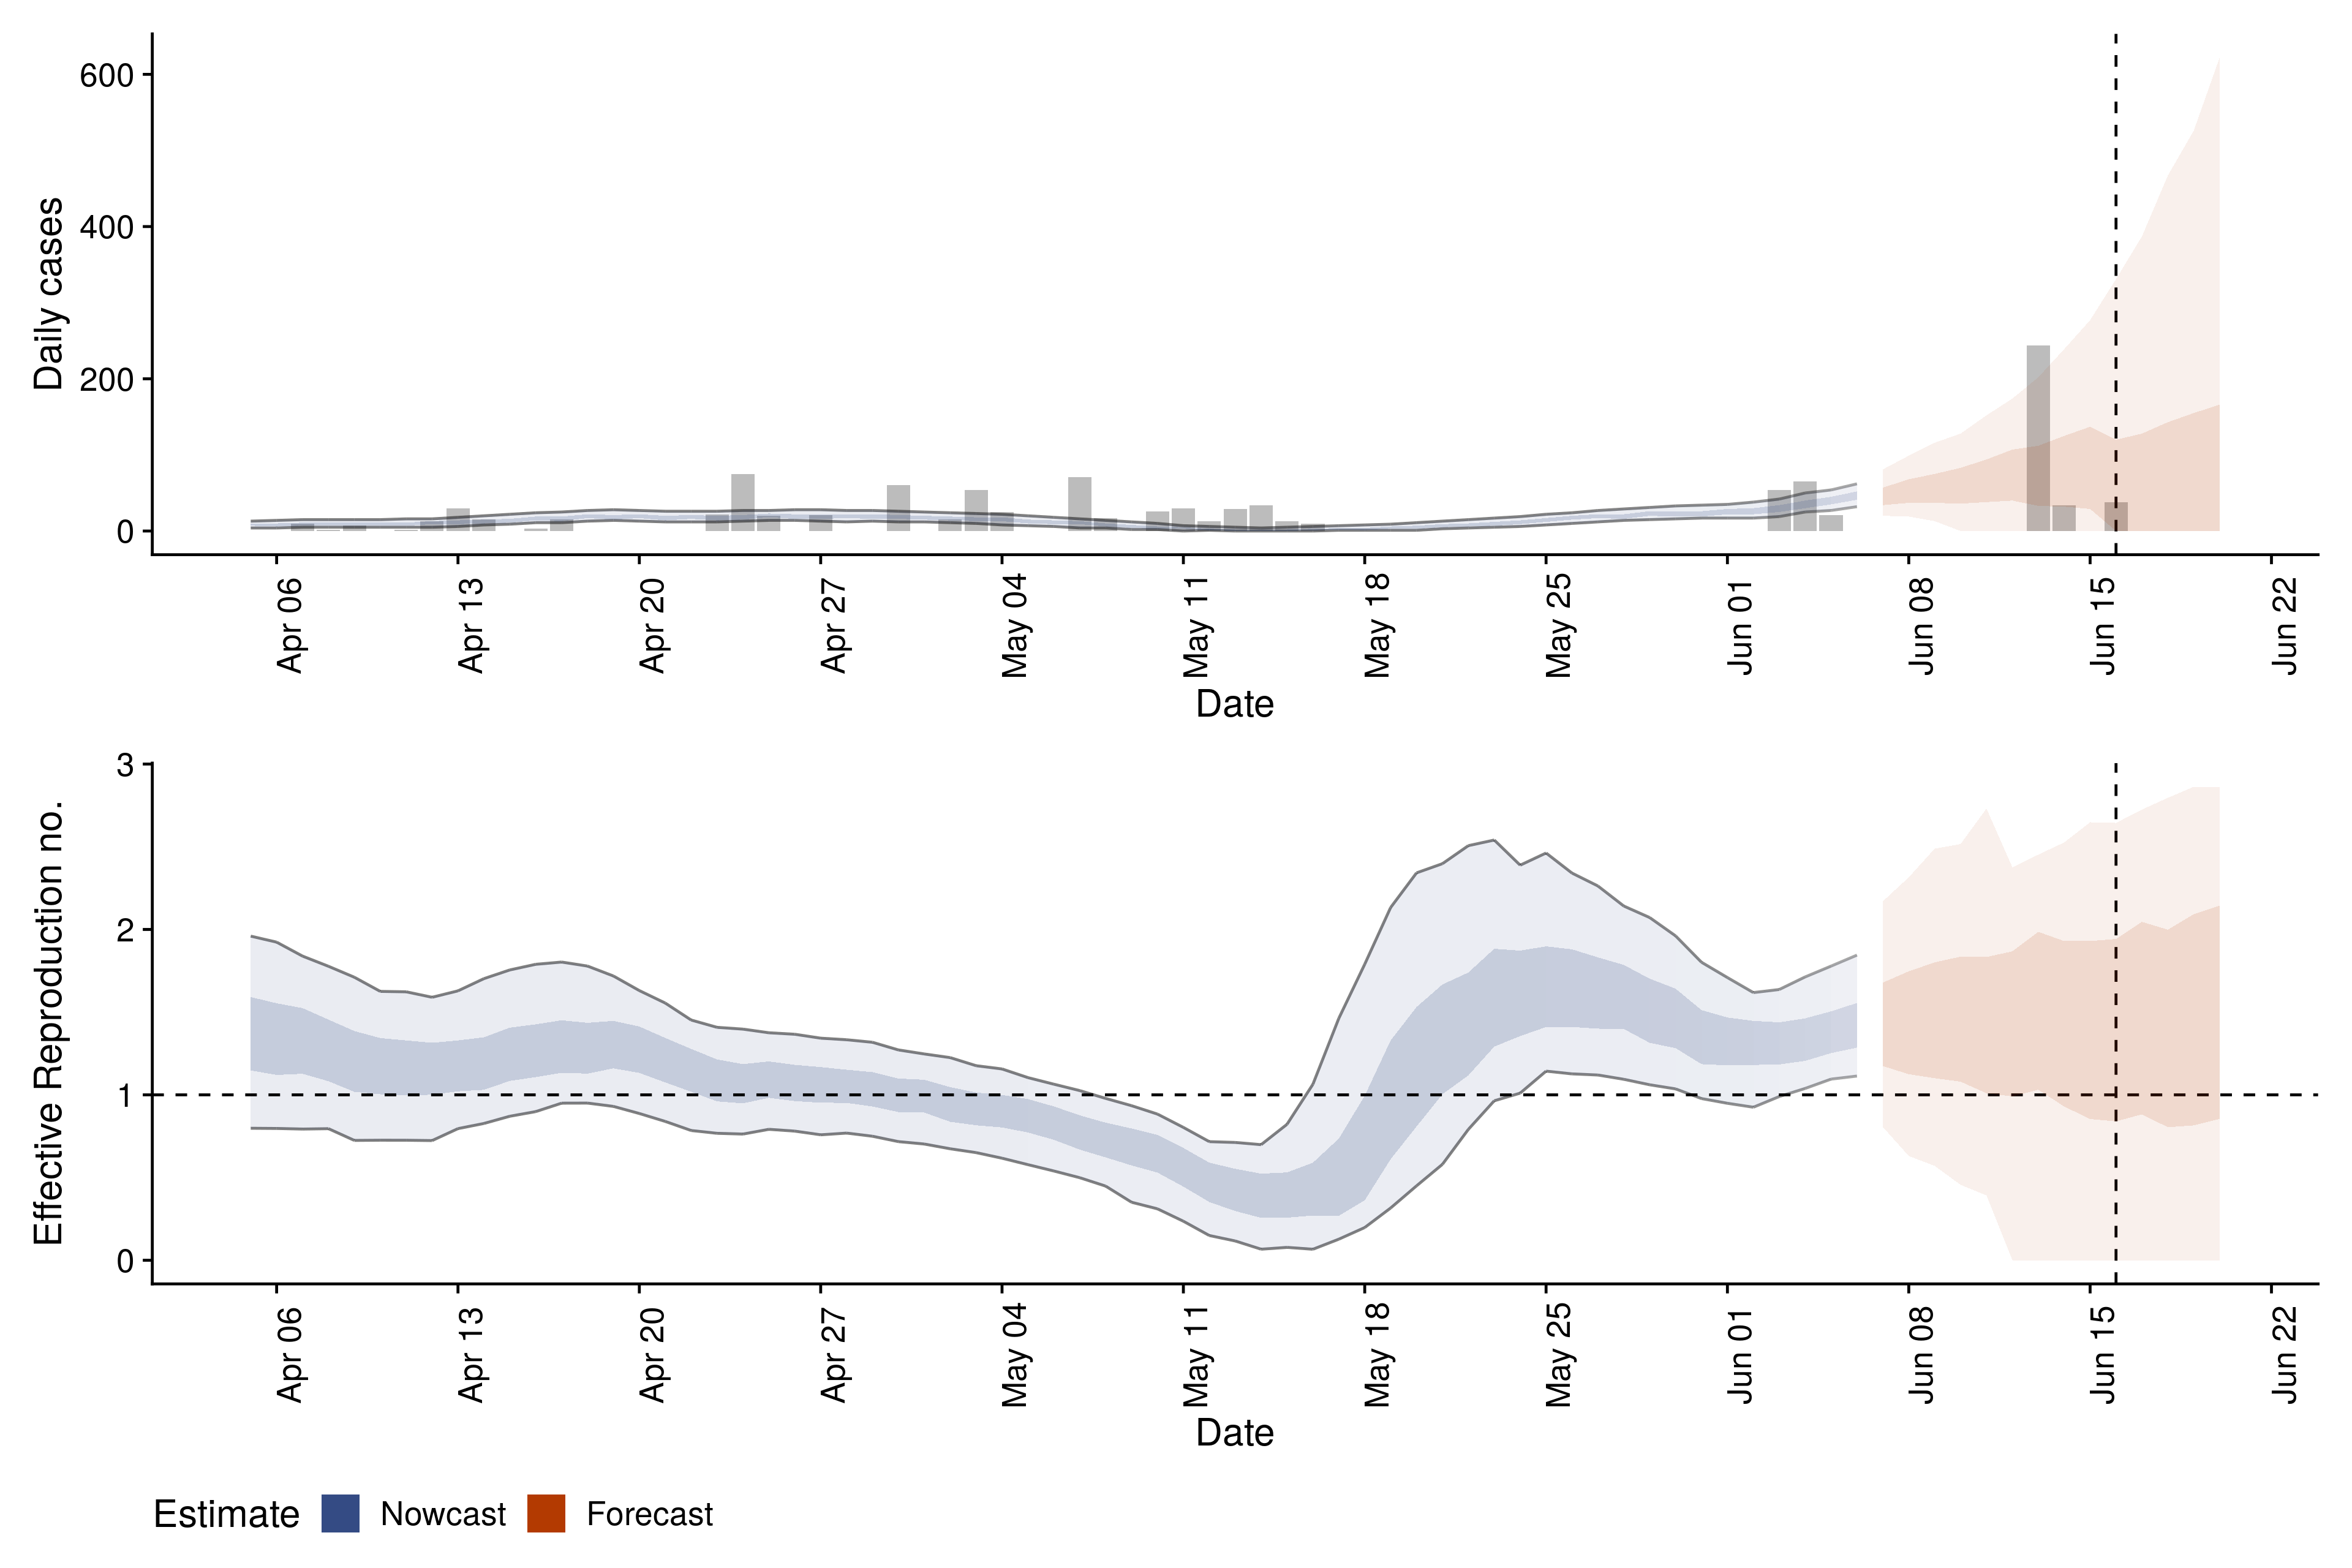 600
400
200
0
Daily cases
Apr 06
Apr 13
Apr 20
Apr 27
May 04
May 11
May 18
May 25
Jun 01
Jun 08
Jun 15
Jun 22
Date
3
2
1
0
Effective Reproduction no.
Apr 06
Apr 13
Apr 20
Apr 27
May 04
May 11
May 18
May 25
Jun 01
Jun 08
Jun 15
Jun 22
Date
Estimate Nowcast Forecast